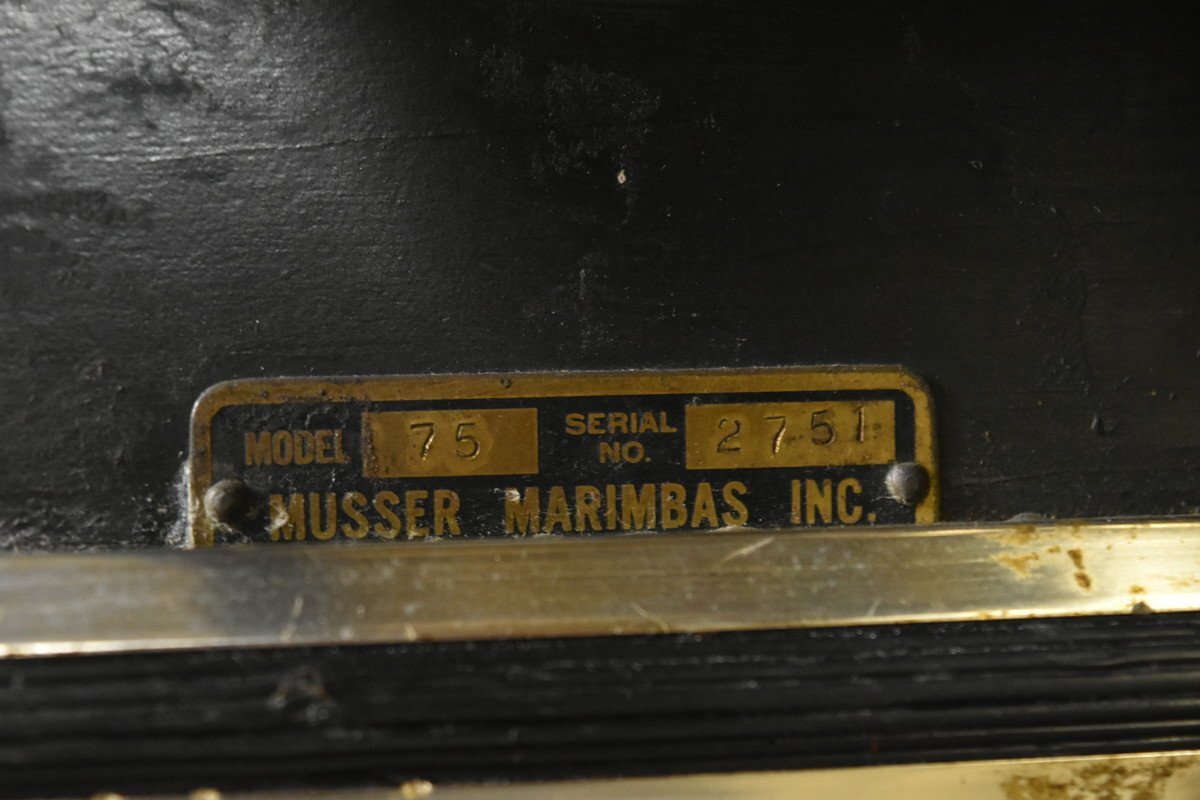 MODEL 75 SERIAL NO. 2751
MUSSER MARIMBAS INC.